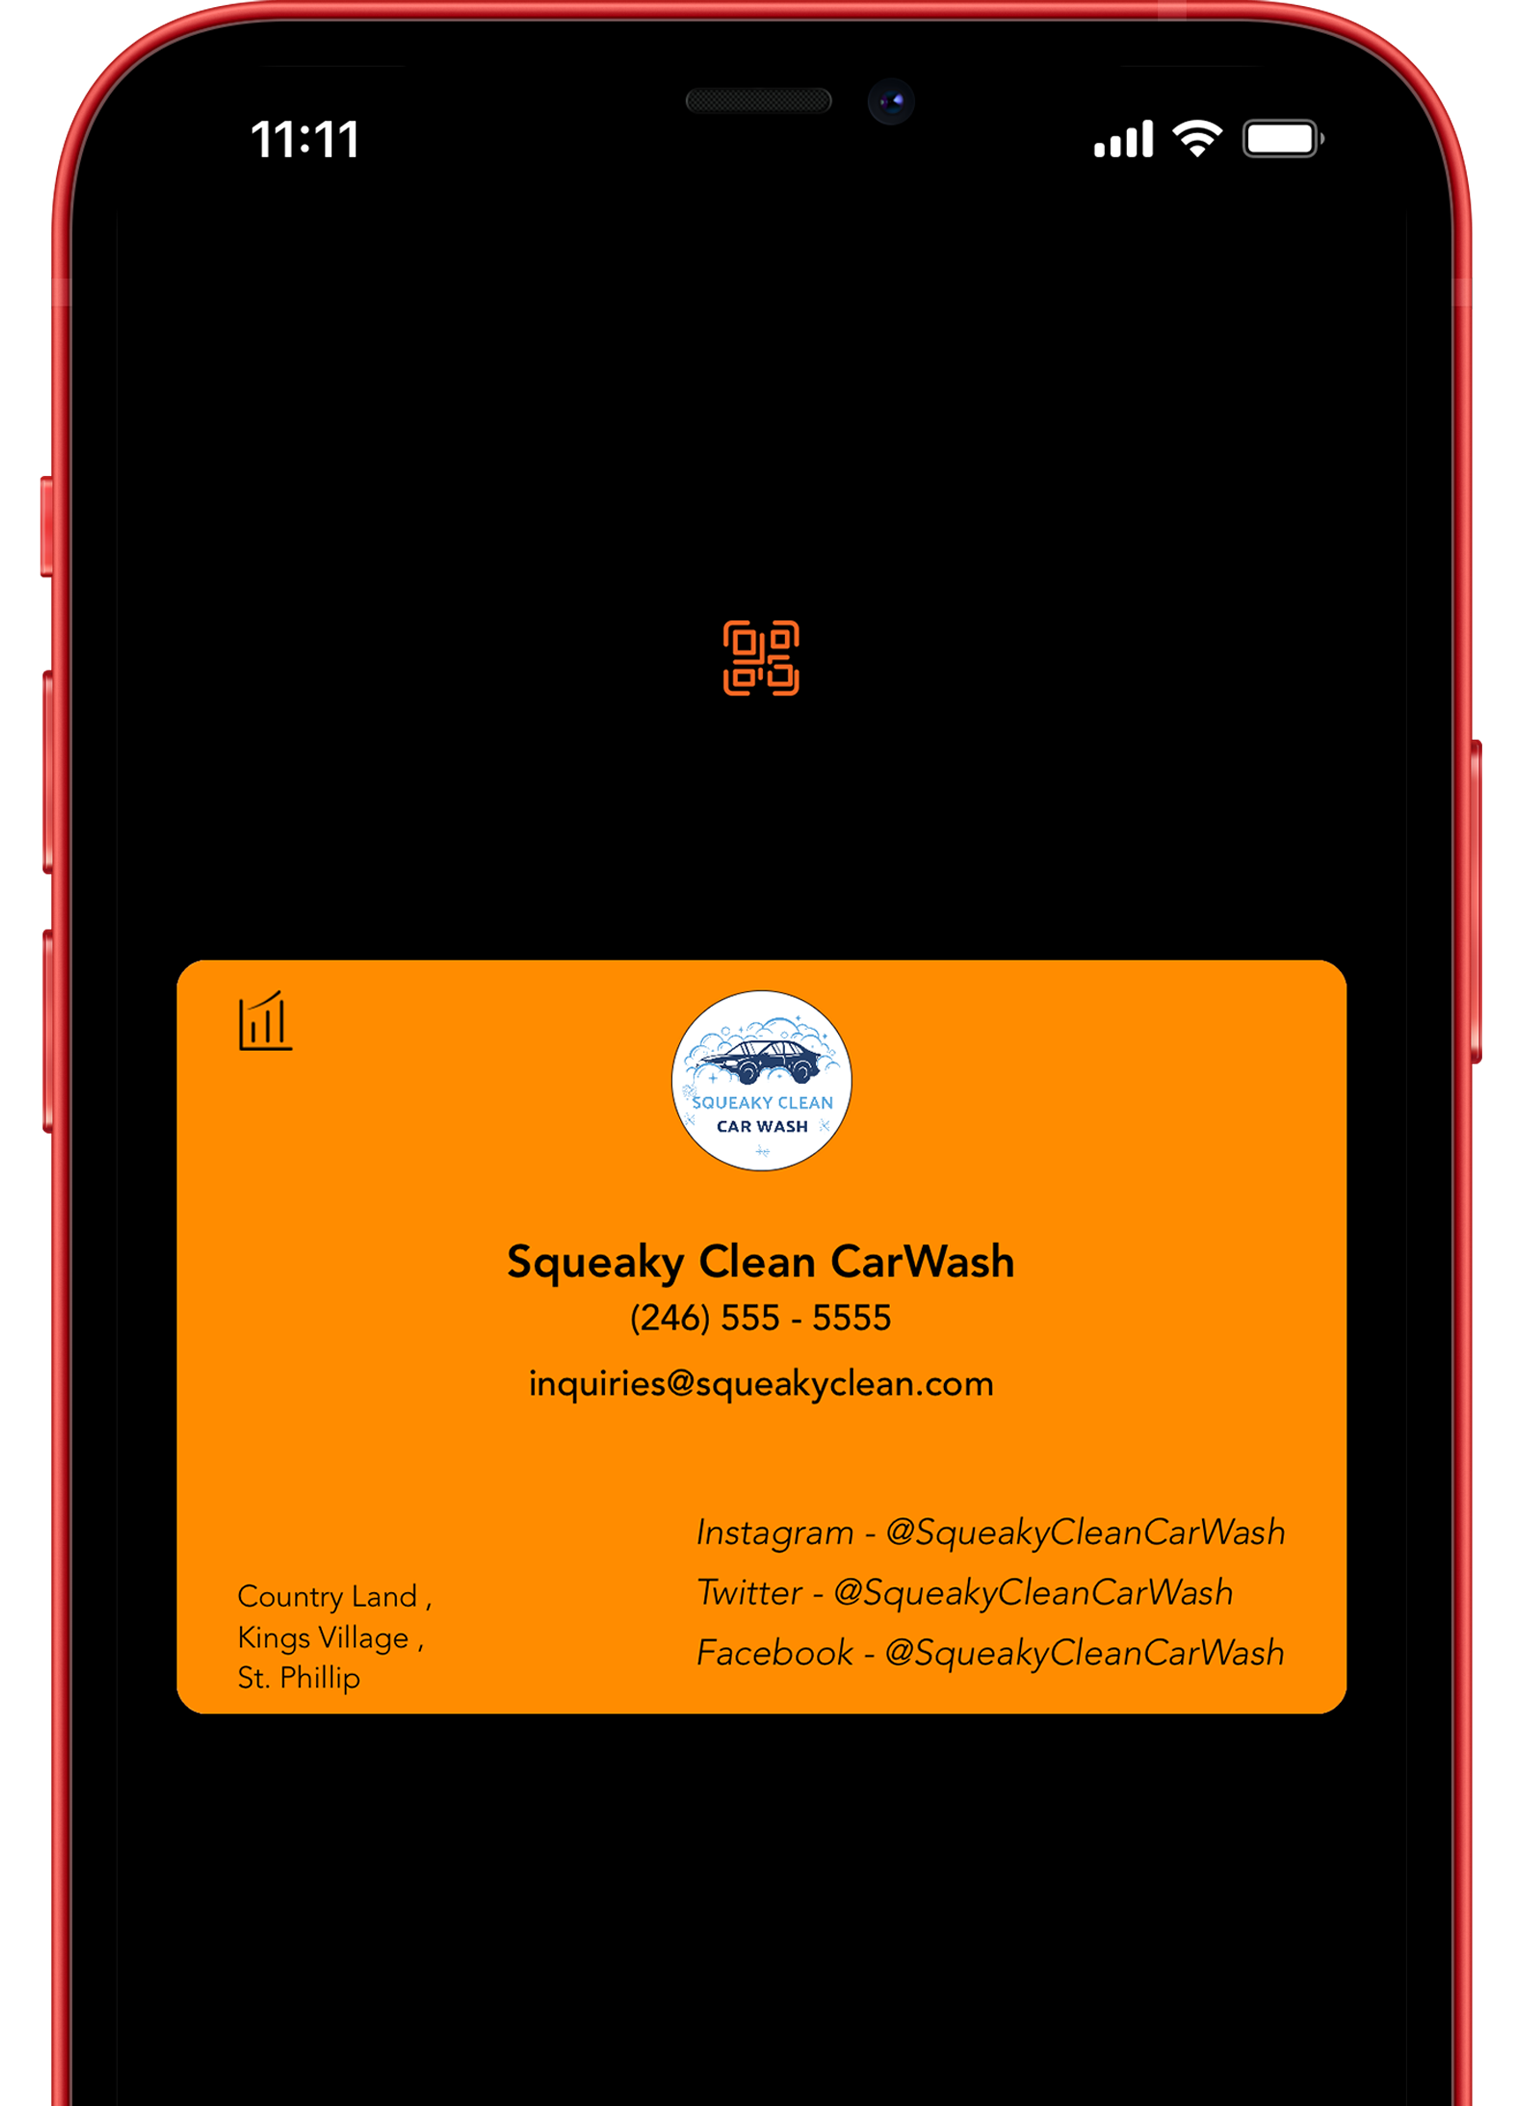 11:11
SQUEAKY CLEAN
CAR WASH
Squeaky Clean CarWash
(246) 555 - 5555
inquiries@squeakyclean.com
Instagram - @SqueakyCleanCarWash
Twitter - @SqueakyCleanCarWash
Facebook - @SqueakyCleanCarWash
Country Land ,
Kings Village ,
St. Phillip